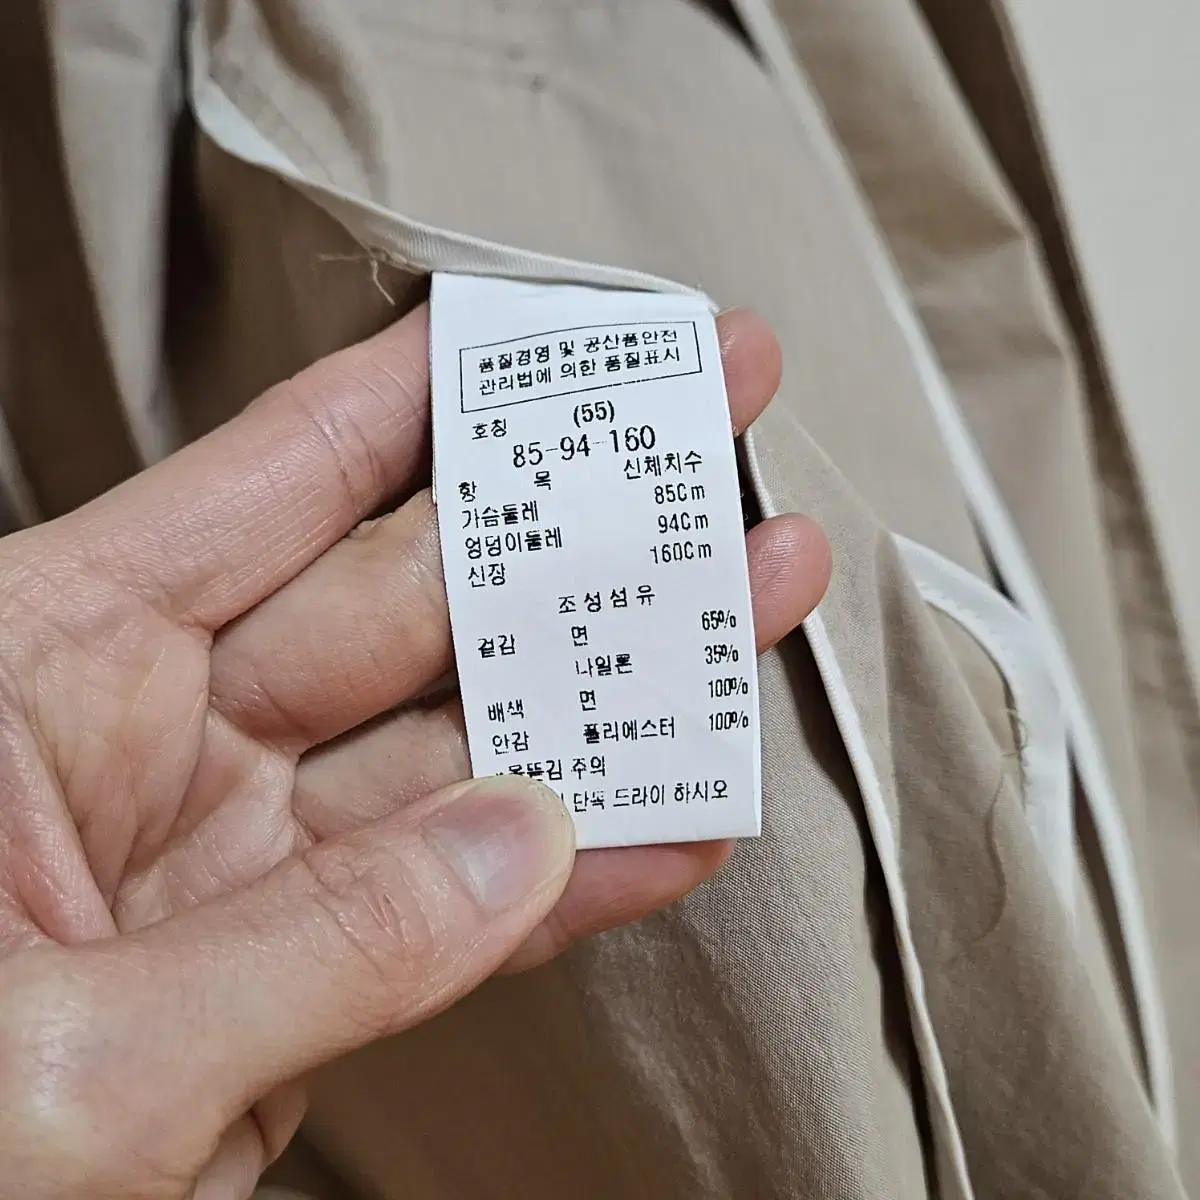 품질경영 및 공산품안전
관리법에 의한 품질표시
호칭 (55)
85-94-160
항 목 신체치수
가슴둘레 85Cm
엉덩이둘레 94Cm
신장 160Cm
조성섬유
겉감 면 65%
나일론 35%
배색 면 100%
안감 폴리에스터 100%
주의
단독 드라이 하시오